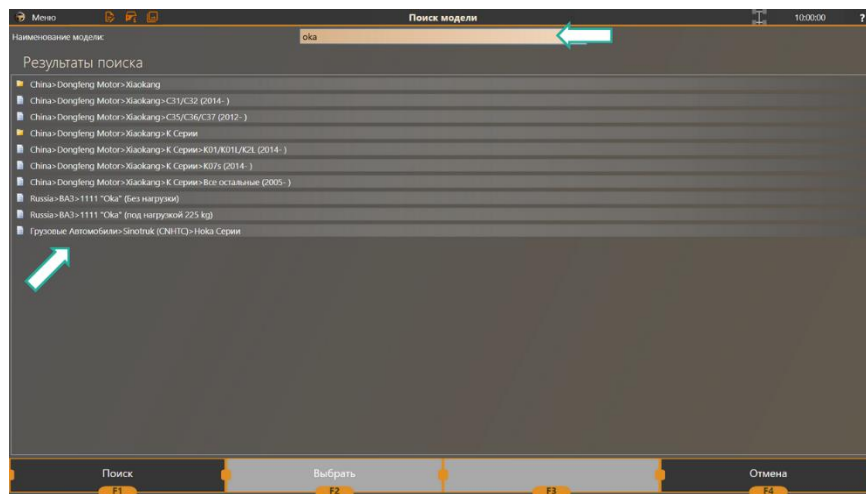 Меню Поиск модели 10:00:00 ?
Наименование модели: oka
Результаты поиска
China>Dongfeng Motor>Xiaokang
China>Dongfeng Motor>Xiaokang>C31/C32 (2014- )
China>Dongfeng Motor>Xiaokang>C35/C36/C37 (2012- )
China>Dongfeng Motor>Xiaokang>К Серии
China>Dongfeng Motor>Xiaokang>К Серии>K01/K01L/K2L (2014- )
China>Dongfeng Motor>Xiaokang>К Серии>K07s (2014- )
China>Dongfeng Motor>Xiaokang>К Серии>Все остальные (2005- )
Russia>ВАЗ>1111 "Oka" (Без нагрузки)
Russia>ВАЗ>1111 "Oka" (под нагрузкой 225 kg)
Грузовые Автомобили>Sinotruk (CNHTC)>Hoka Серии
Поиск Выбрать Отмена
F1 F2 F3 F4